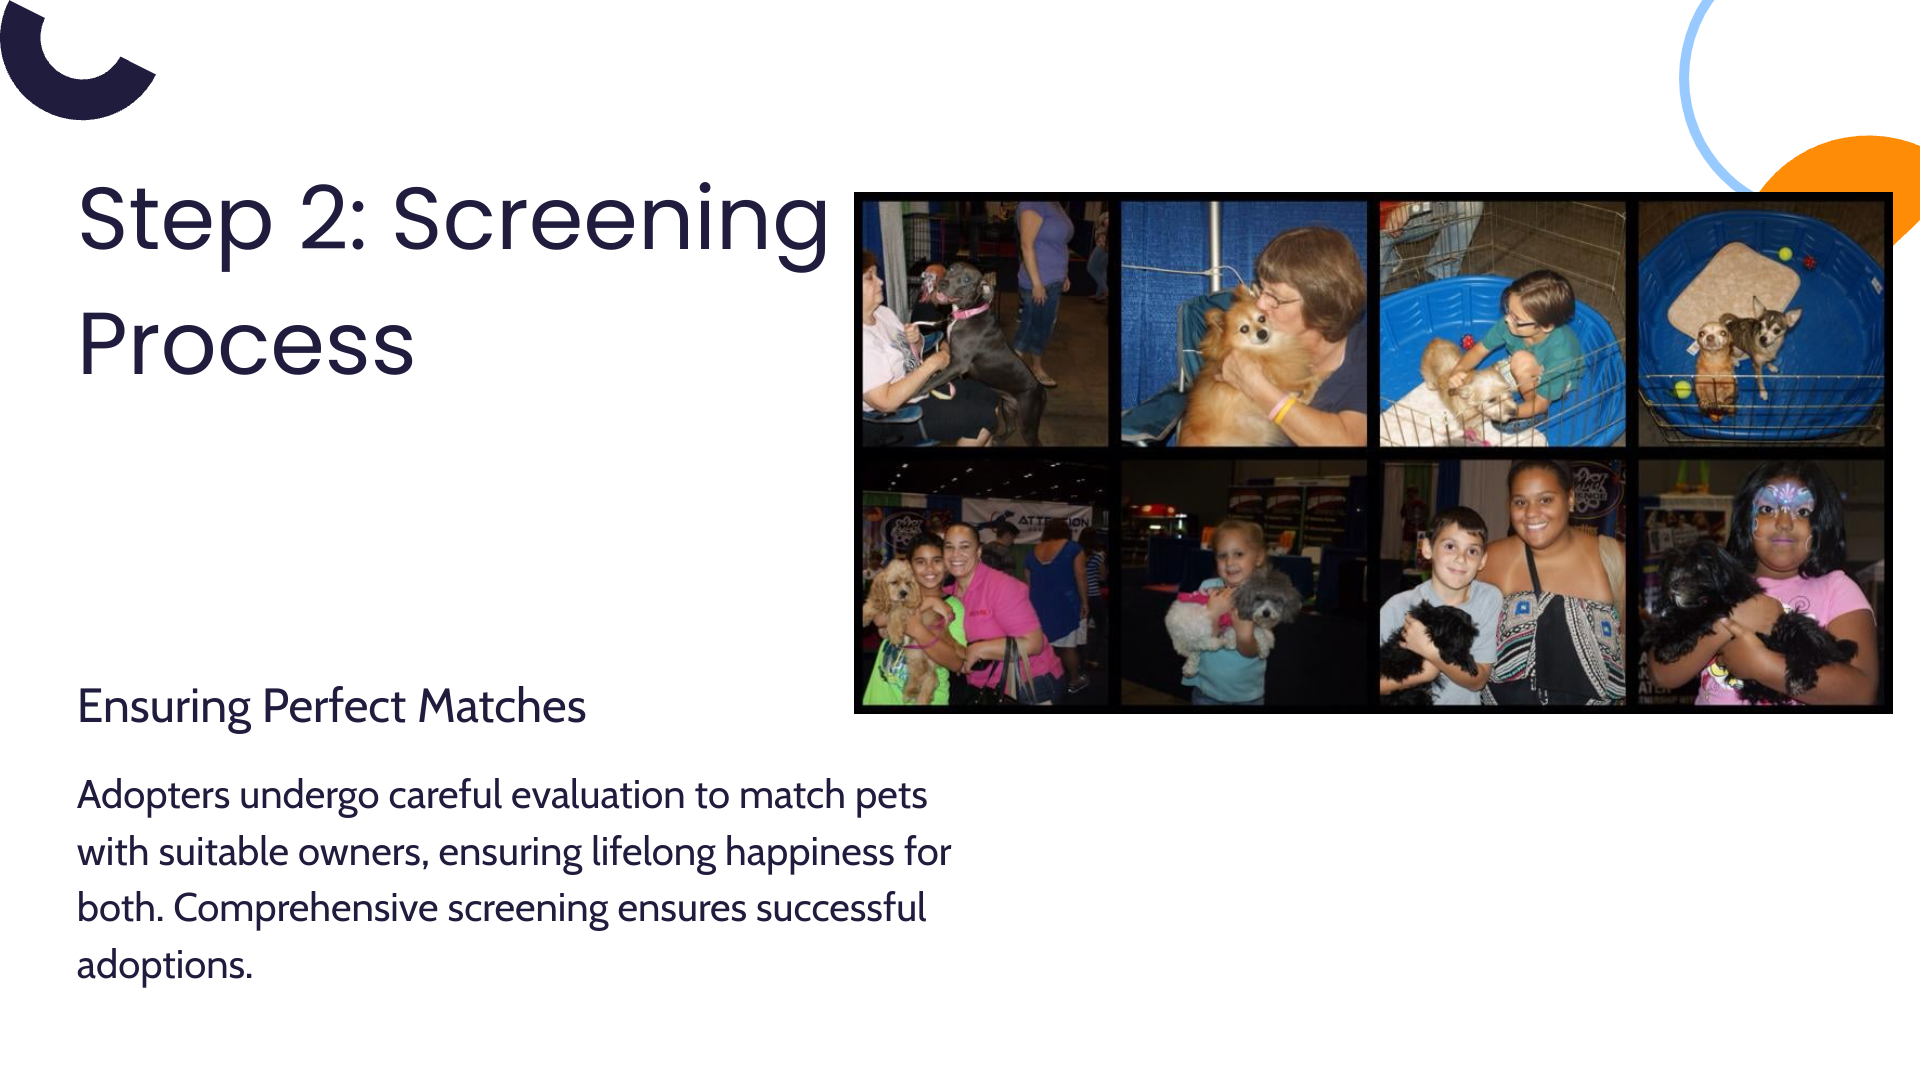 Step 2: Screening
Process
Ensuring Perfect Matches
Adopters undergo careful evaluation to match pets
with suitable owners, ensuring lifelong happiness for
both. Comprehensive screening ensures successful
adoptions.